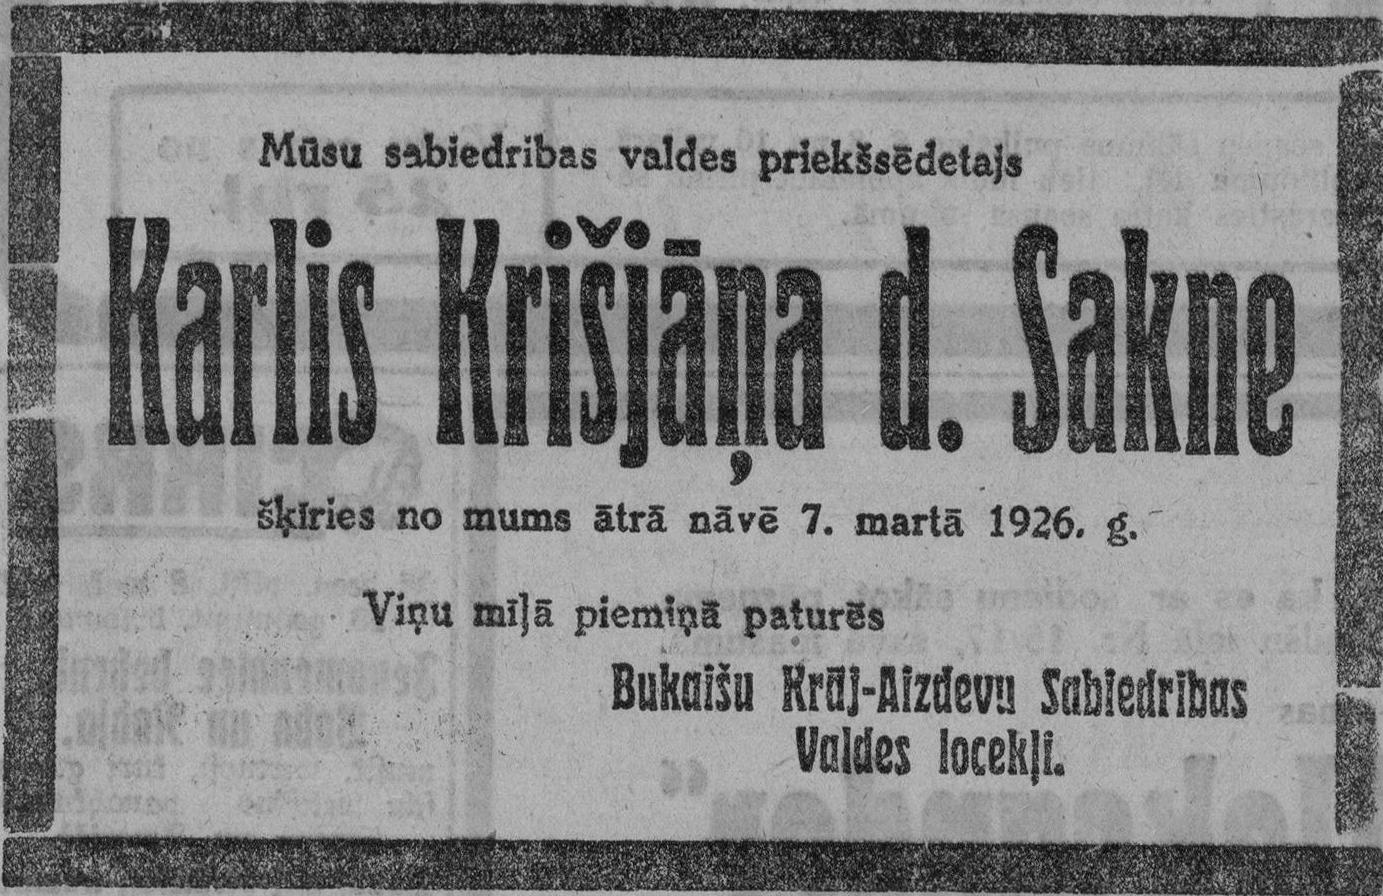 Mūsu sabiedribas valdes priekšsēdetajs
Karlis Krišjāņa d. Sakne
šķīries no mums ātrā nāvē 7. martā 1926. g.
Viņu mīļā piemiņā paturēs
Bukaišu Krāj-Aizdevu Sabiedribas
Valdes locekļi.